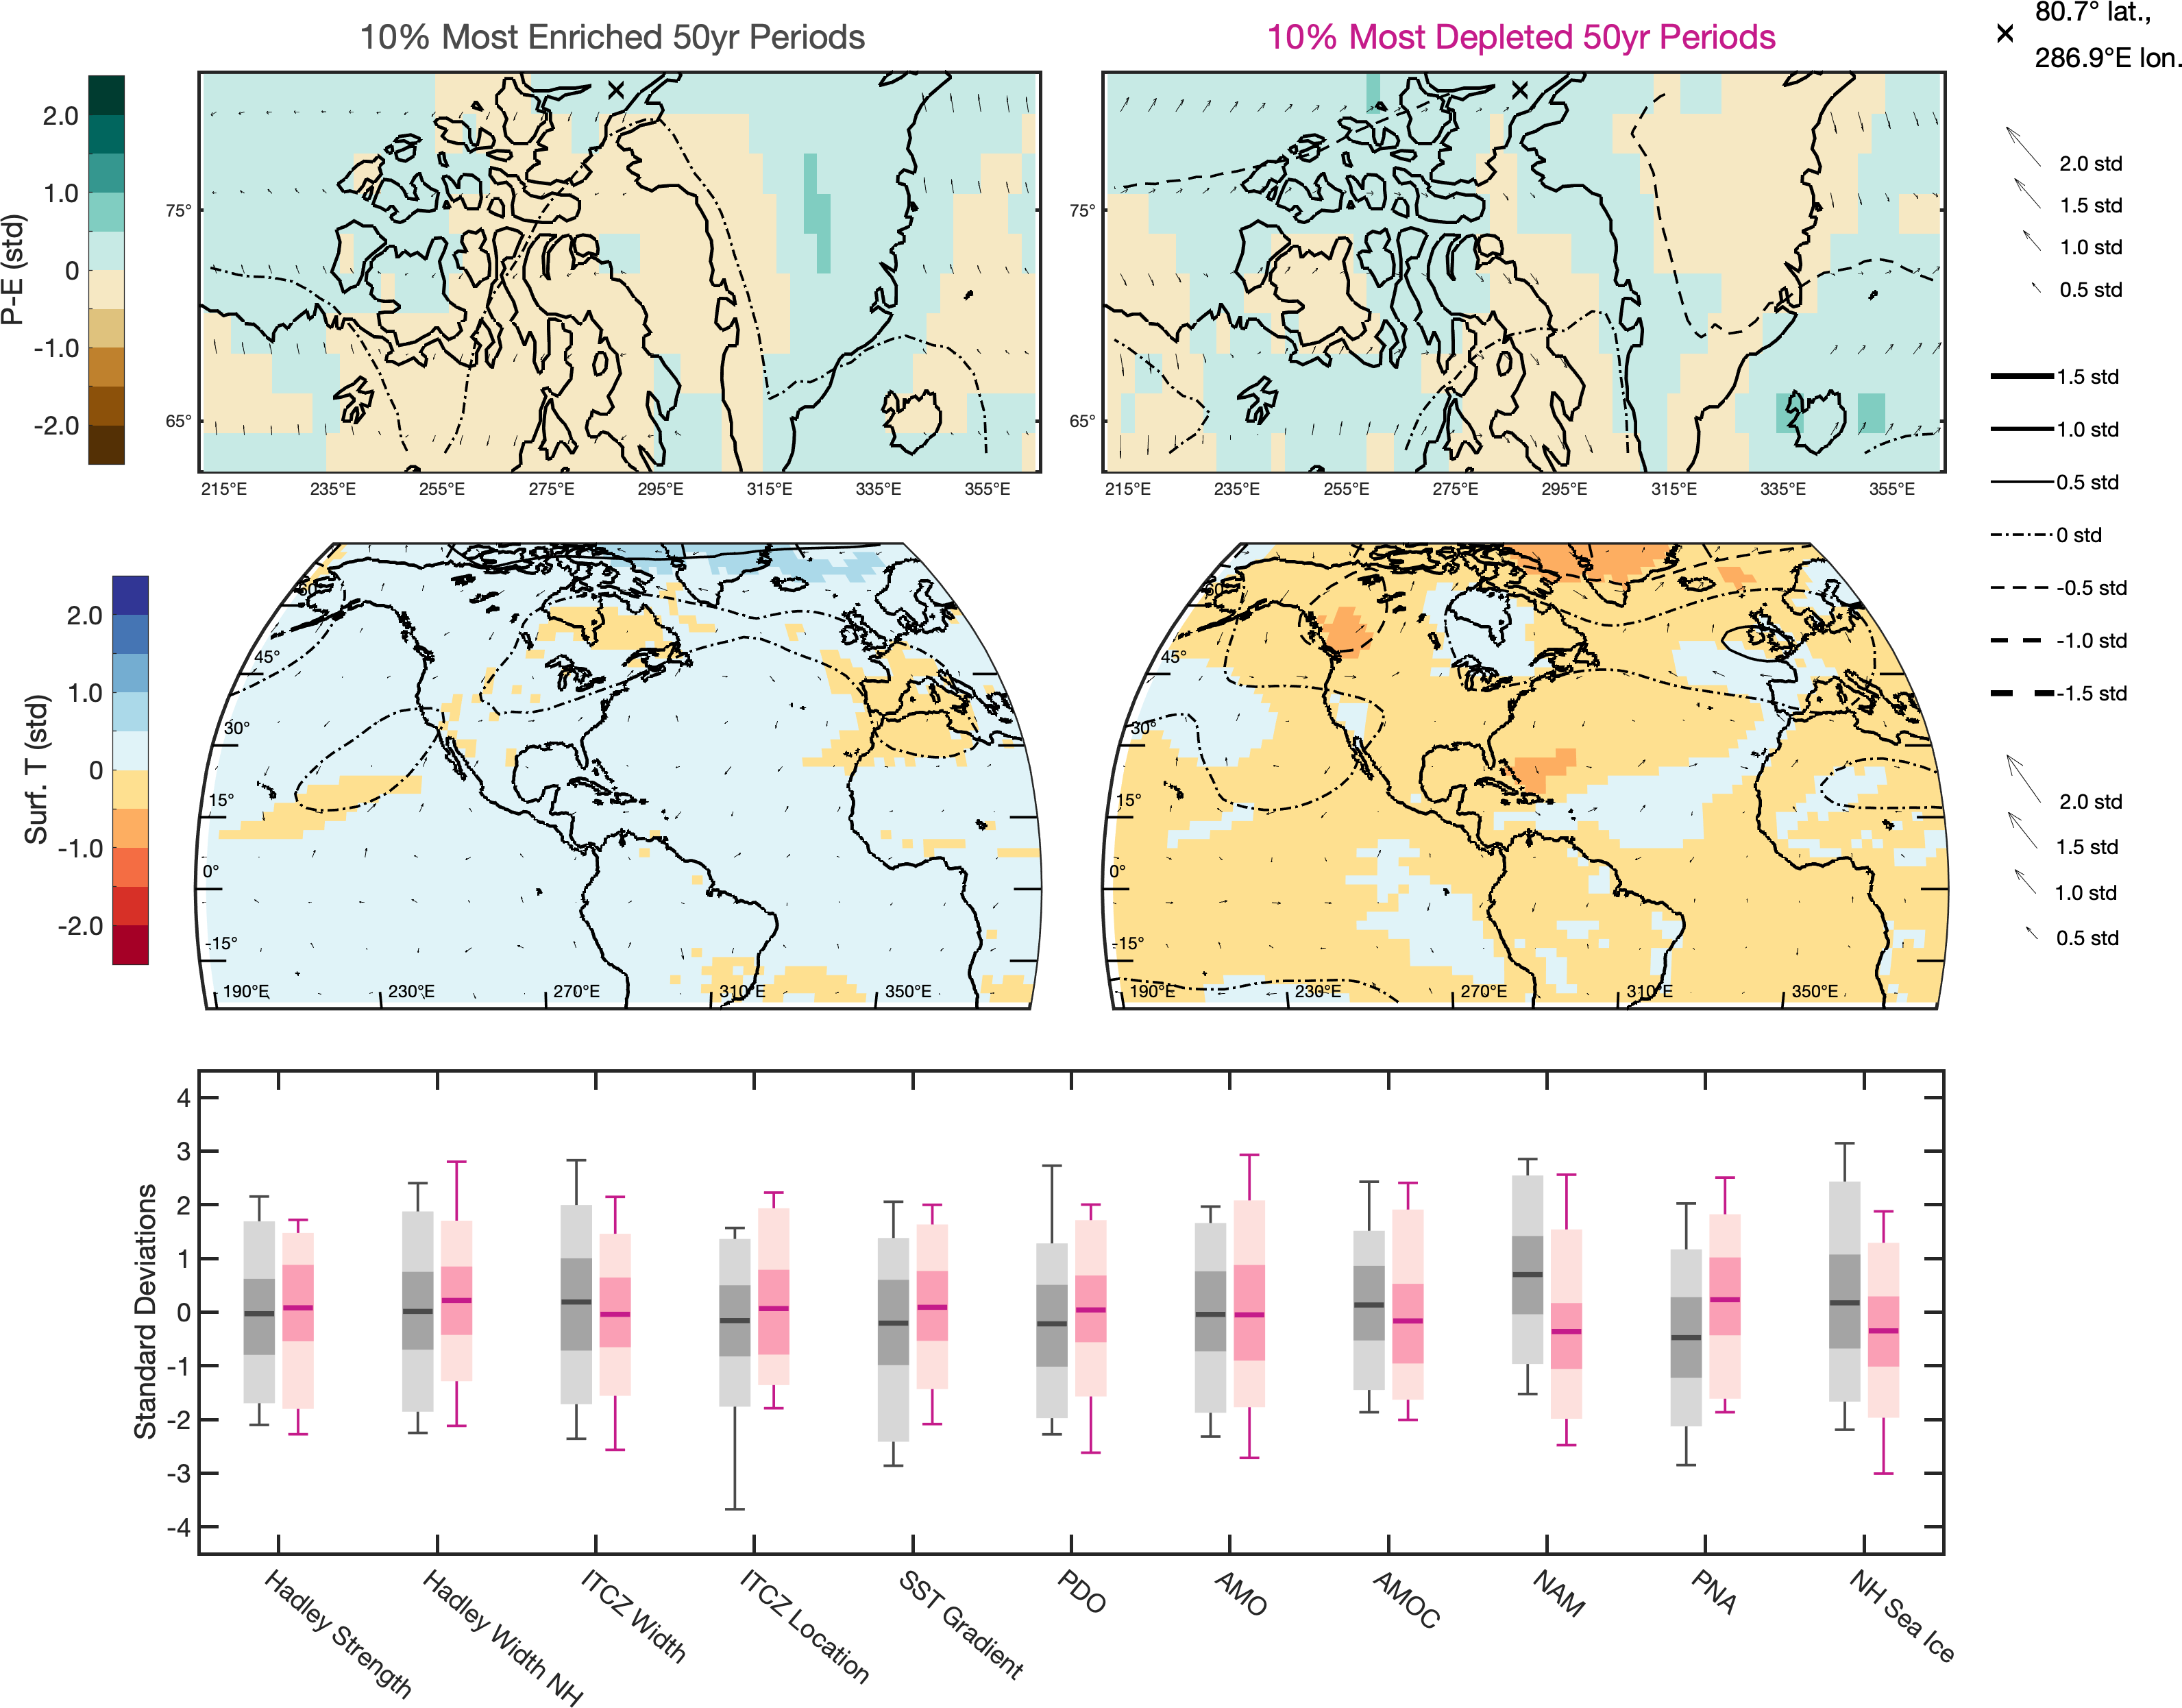 10% Most Enriched 50yr Periods
10% Most Depleted 50yr Periods
80.7° lat.,
286.9°E lon.
P-E (std)
2.0
1.0
0
-1.0
-2.0
75°
65°
215°E 235°E 255°E 275°E 295°E 315°E 335°E 355°E
75°
65°
215°E 235°E 255°E 275°E 295°E 315°E 335°E 355°E
2.0 std
1.5 std
1.0 std
0.5 std
1.5 std
1.0 std
0.5 std
0 std
-0.5 std
-1.0 std
-1.5 std
2.0 std
1.5 std
1.0 std
0.5 std
Surf. T (std)
2.0
1.0
0
-1.0
-2.0
60°
45°
30°
15°
0°
-15°
190°E 230°E 270°E 310°E 350°E
60°
45°
30°
15°
0°
-15°
190°E 230°E 270°E 310°E 350°E
Standard Deviations
4
3
2
1
0
-1
-2
-3
-4
Hadley Strength
Hadley Width NH
ITCZ Width
ITCZ Location
SST Gradient
PDO
AMO
AMOC
NAM
PNA
NH Sea Ice